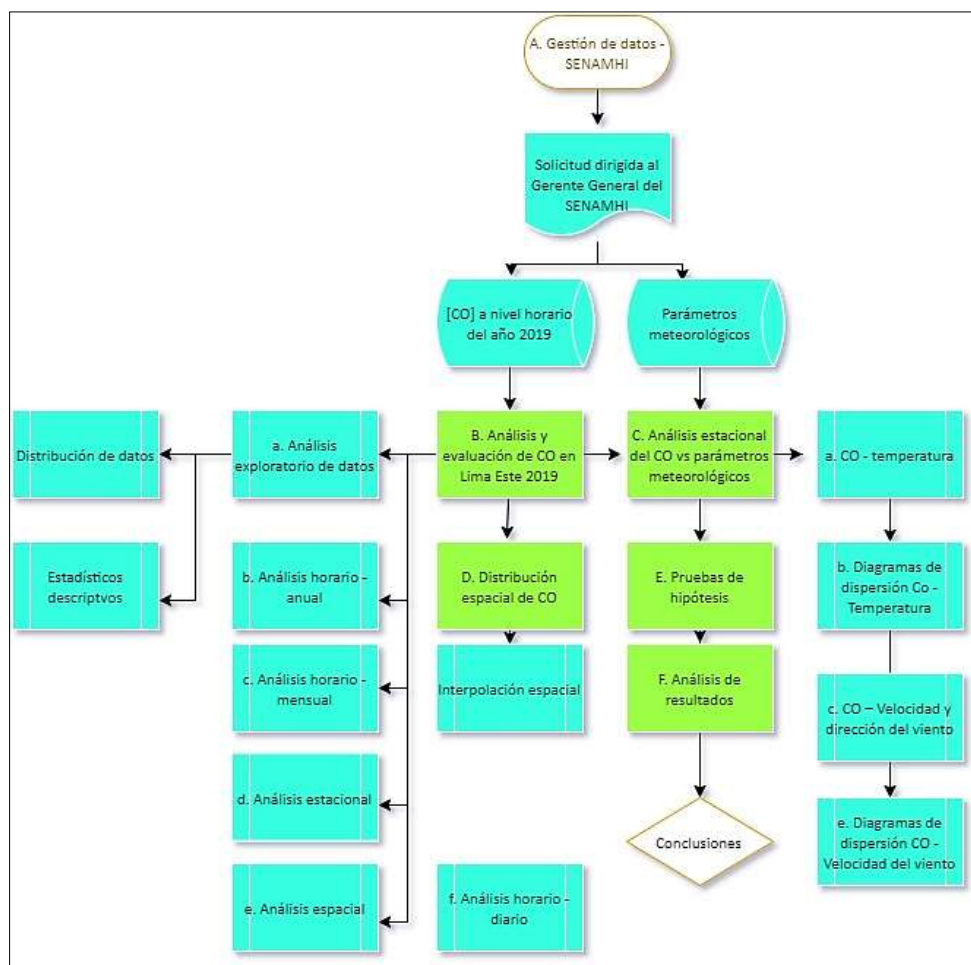 A. Gestión de datos -
SENAMHI
Solicitud dirigida al
Gerente General del
SENAMHI
[CO] a nivel horario
del año 2019
Parámetros
meteorológicos
Distribución de datos
a. Análisis
exploratorio de datos
B. Análisis y
evaluación de CO en
Lima Este 2019
C. Análisis estacional
del CO vs parámetros
meteorológicos
a. CO - temperatura
Estadísticos
descriptvos
b. Análisis horario -
anual
D. Distribución
espacial de CO
E. Pruebas de
hipótesis
b. Diagramas de
dispersión Co -
Temperatura
c. Análisis horario -
mensual
Interpolación espacial
F. Análisis de
resultados
c. CO – Velocidad y
dirección del viento
d. Análisis estacional
Conclusiones
e. Diagramas de
dispersión CO -
Velocidad del viento
e. Análisis espacial
f. Análisis horario -
diario